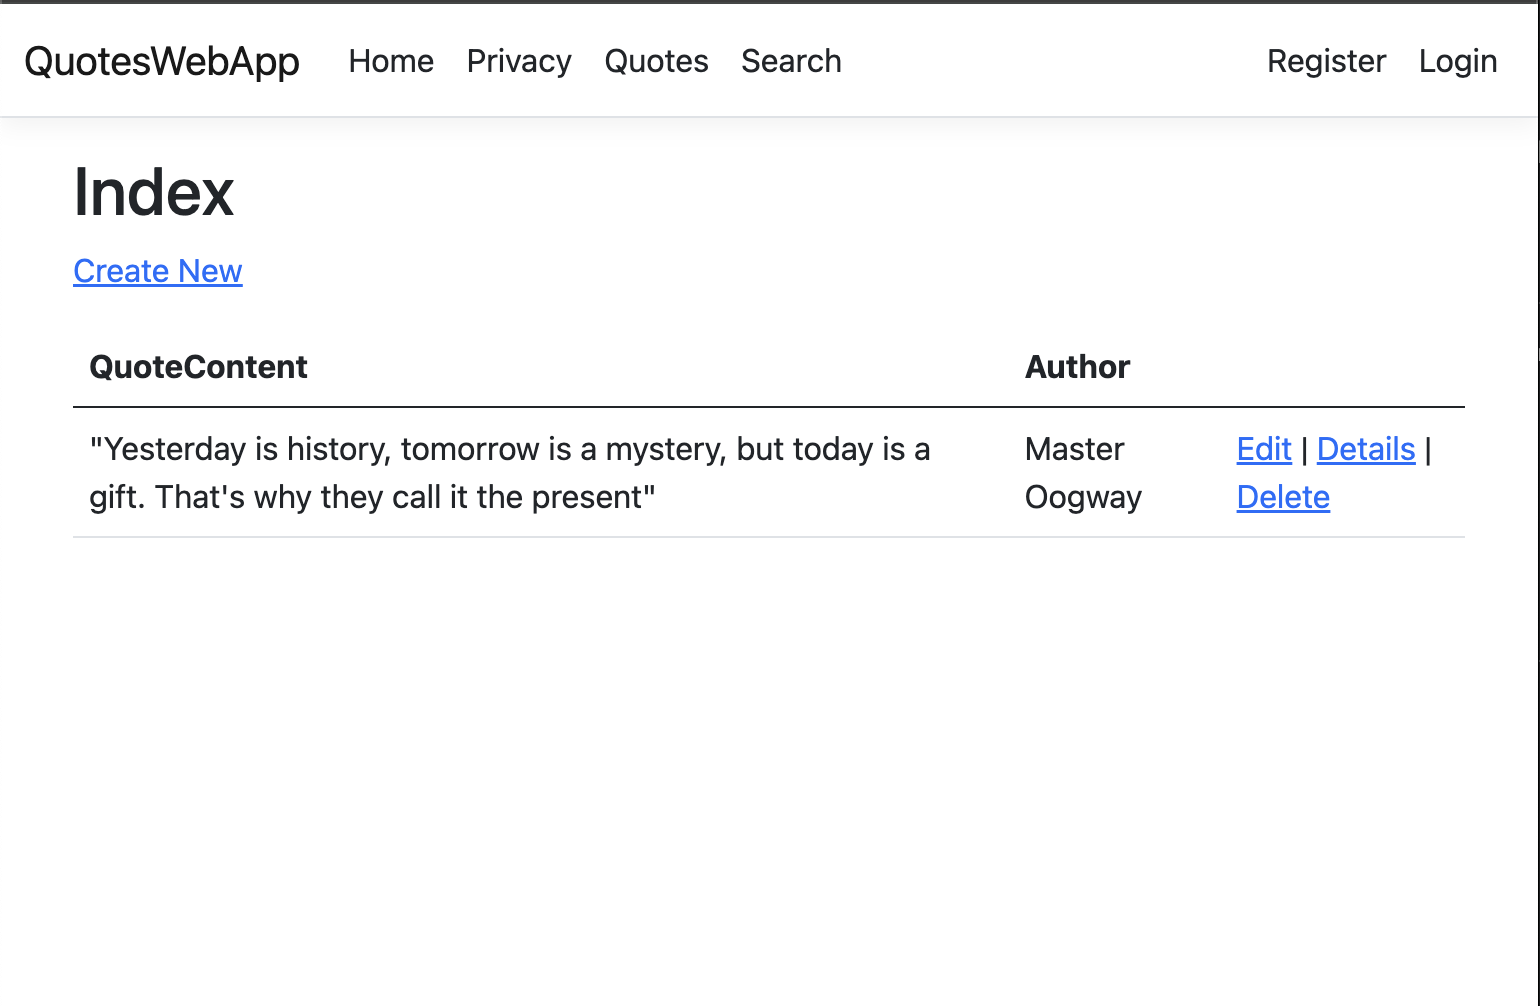 QuotesWebApp Home Privacy Quotes Search Register Login
Index
Create New
QuoteContent Author
"Yesterday is history, tomorrow is a mystery, but today is a Master Edit | Details |
gift. That's why they call it the present" Oogway Delete